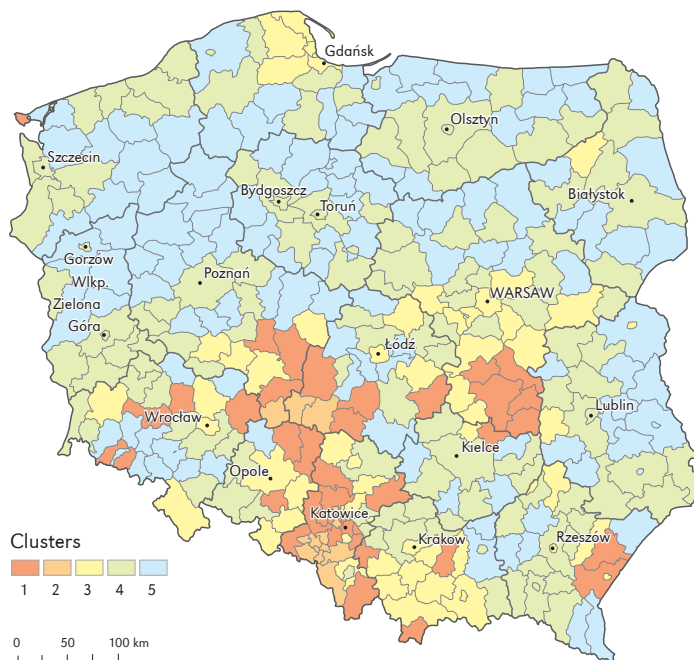 Gdańsk
Olsztyn
Szczecin
Białystok
Bydgoszcz
Toruń
Gorzów
Wlkp.
Poznań
WARSAW
Zielona
Góra
Łódź
Lublin
Wrocław
Kielce
Opole
Katowice
Krakow
Rzeszów
Clusters
1 2 3 4 5
0 50 100 km